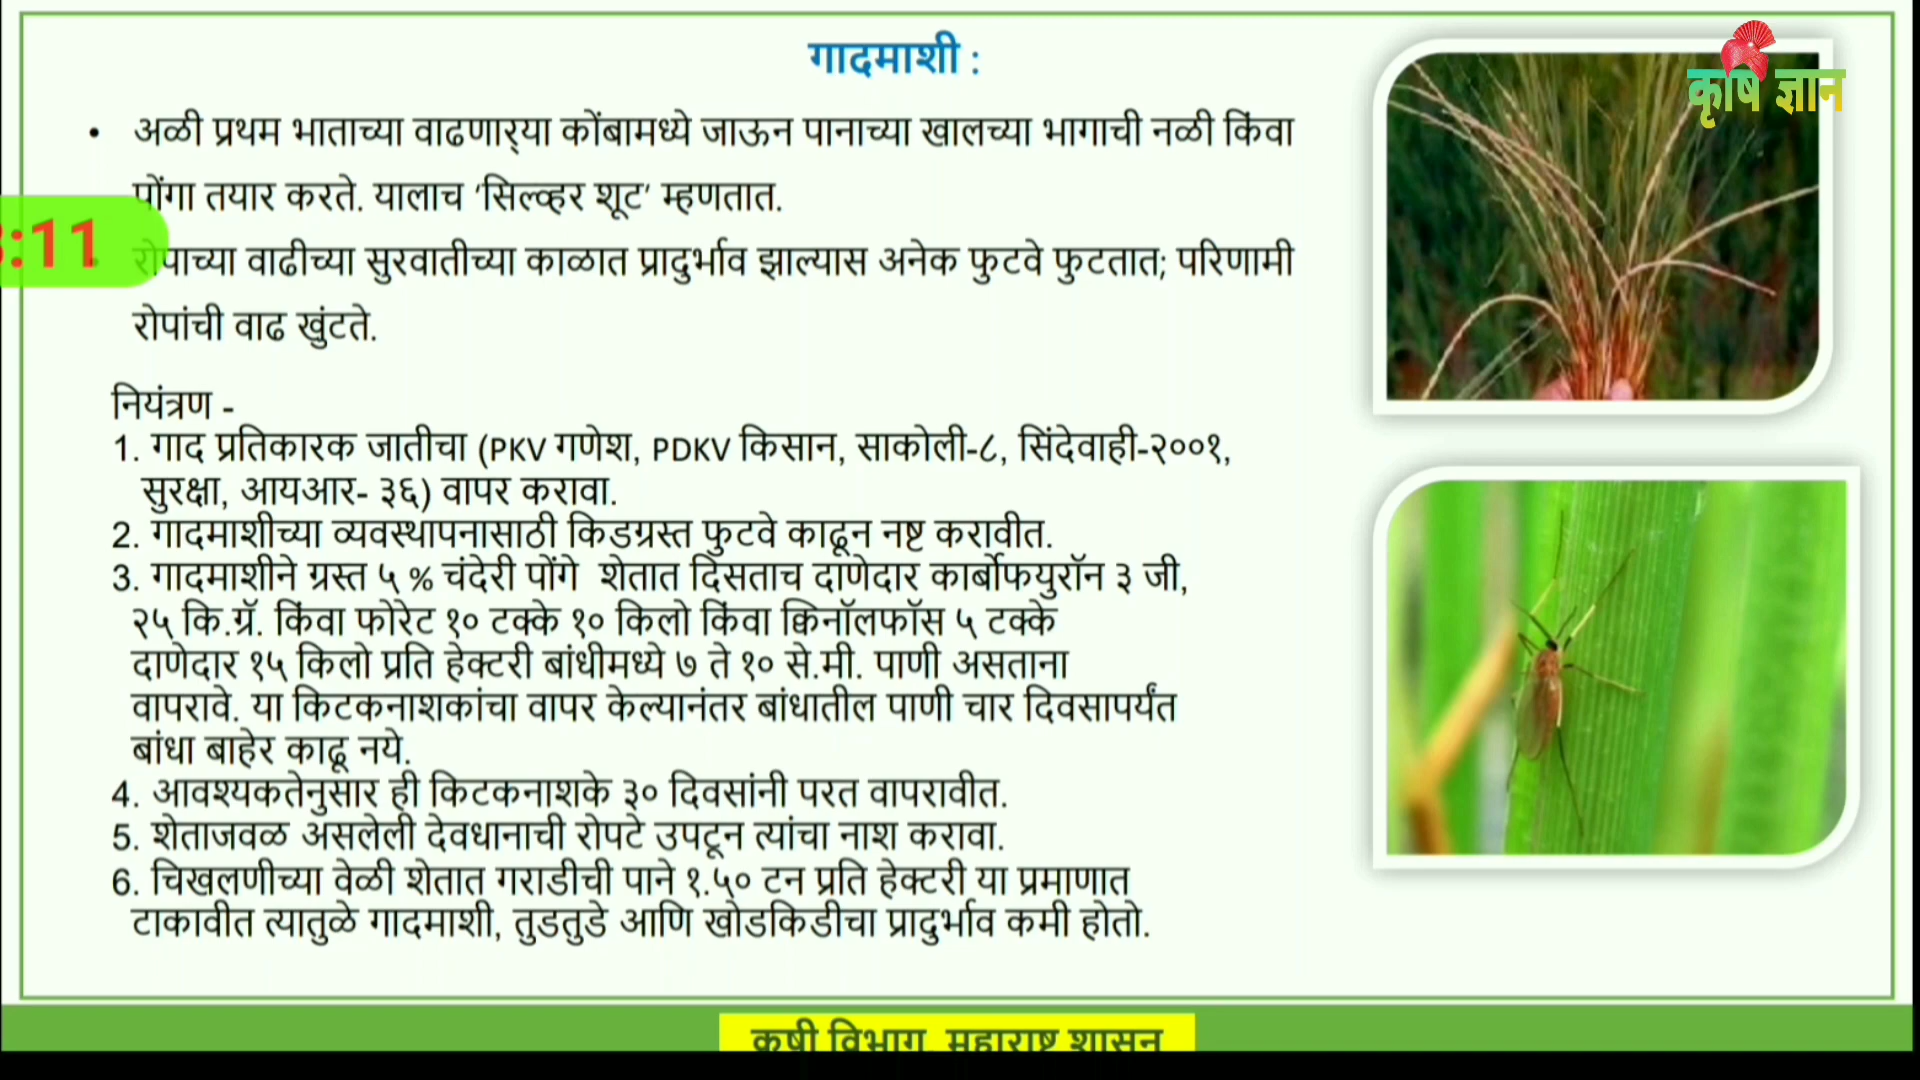 गादमाशी :
कृषि ज्ञान
• अळी प्रथम भाताच्या वाढणाऱ्या कोंबामध्ये जाऊन पानाच्या खालच्या भागाची नळी किंवा
पोंगा तयार करते. यालाच ‘सिल्व्हर शूट’ म्हणतात.
:11
रोपाच्या वाढीच्या सुरवातीच्या काळात प्रादुर्भाव झाल्यास अनेक फुटवे फुटतात; परिणामी
रोपांची वाढ खुंटते.
नियंत्रण -
1. गाद प्रतिकारक जातीचा (PKV गणेश, PDKV किसान, साकोली-८, सिंदेवाही-२००१,
सुरक्षा, आयआर- ३६) वापर करावा.
2. गादमाशीच्या व्यवस्थापनासाठी किडग्रस्त फुटवे काढून नष्ट करावीत.
3. गादमाशीने ग्रस्त ५ % चंदेरी पोंगे शेतात दिसताच दाणेदार कार्बोफयुरॉन ३ जी,
२५ कि.ग्रॅ. किंवा फोरेट १० टक्के १० किलो किंवा क्विनॉलफॉस ५ टक्के
दाणेदार १५ किलो प्रति हेक्टरी बांधीमध्ये ७ ते १० से.मी. पाणी असताना
वापरावे. या किटकनाशकांचा वापर केल्यानंतर बांधातील पाणी चार दिवसापर्यंत
बांधा बाहेर काढू नये.
4. आवश्यकतेनुसार ही किटकनाशके ३० दिवसांनी परत वापरावीत.
5. शेताजवळ असलेली देवधानाची रोपटे उपटून त्यांचा नाश करावा.
6. चिखलणीच्या वेळी शेतात गराडीची पाने १.५० टन प्रति हेक्टरी या प्रमाणात
टाकावीत त्यातुळे गादमाशी, तुडतुडे आणि खोडकिडीचा प्रादुर्भाव कमी होतो.
कृषी विभाग, महाराष्ट्र शासन